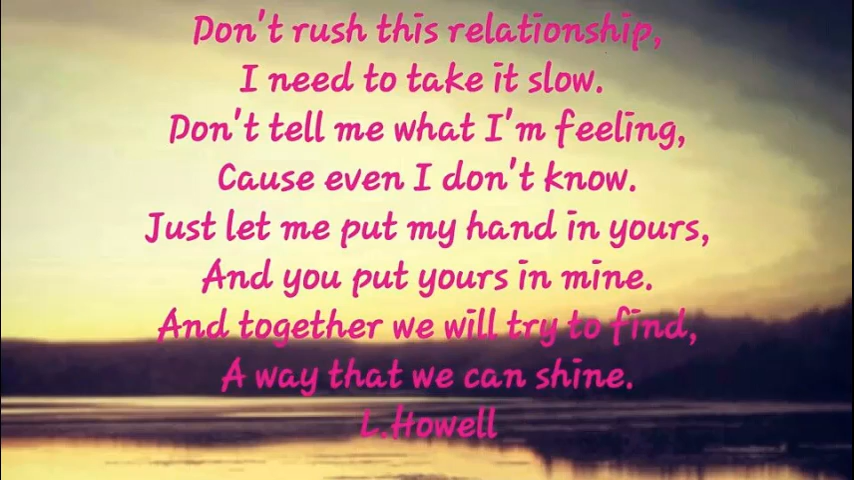 Don't rush this relationship,
I need to take it slow.
Don't tell me what I'm feeling,
Cause even I don't know.
Just let me put my hand in yours,
And you put yours in mine.
And together we will try to find,
A way that we can shine.
L.Howell